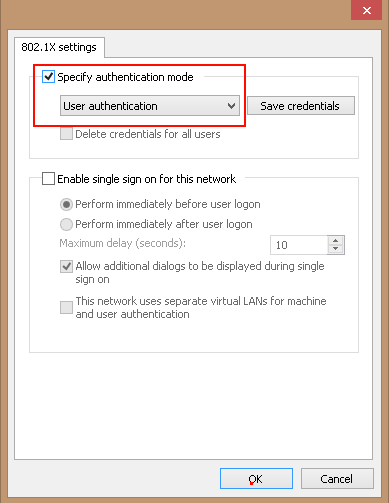 802.1X settings
Specify authentication mode
User authentication
Save credentials
Delete credentials for all users
Enable single sign on for this network
Perform immediately before user logon
Perform immediately after user logon
Maximum delay (seconds):
10
Allow additional dialogs to be displayed during single
sign on
This network uses separate virtual LANs for machine
and user authentication
OK
Cancel